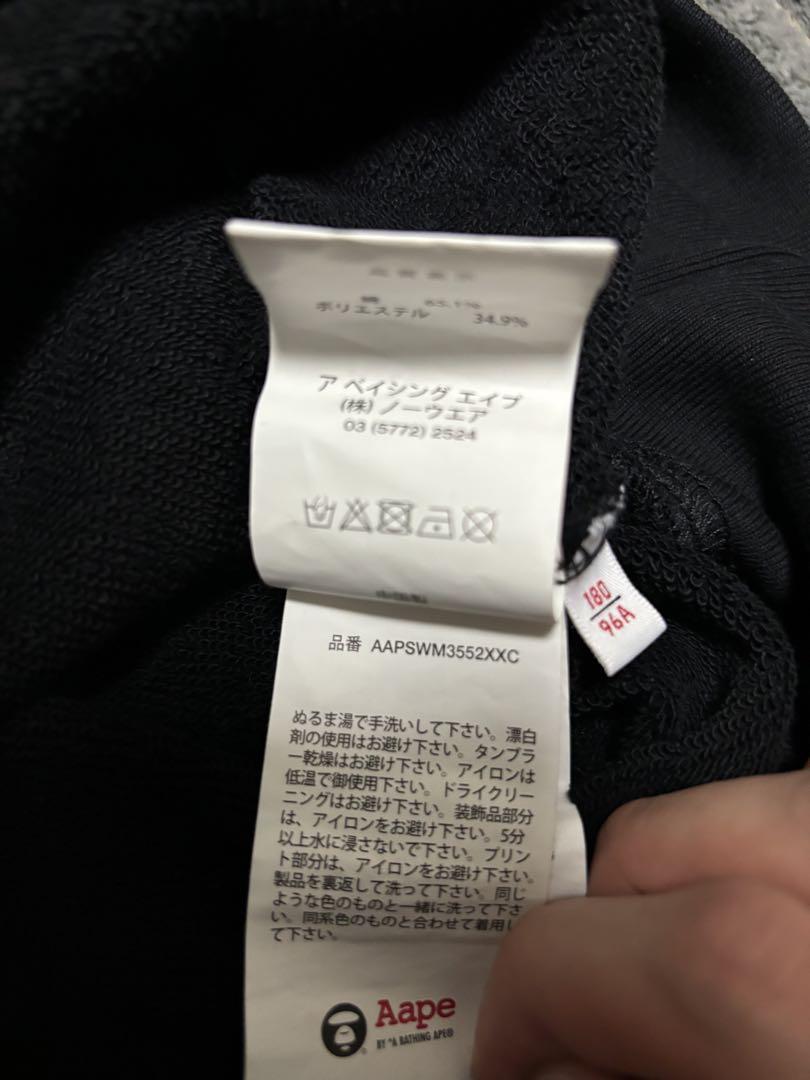 品質表示
綿 65.1%
ポリエステル 34.9%
ア ベイシング エイプ
(株) ノーウエア
03 (5772) 2524
品番 AAPSWM3552XXC
180
96A
ぬるま湯で手洗いして下さい。漂白
剤の使用はお避け下さい。タンブラ
ー乾燥はお避け下さい。アイロンは
低温で御使用下さい。ドライクリー
ニングはお避け下さい。装飾品部分
は、アイロンをお避け下さい。5分
以上水に浸さないで下さい。プリン
ト部分は、アイロンをお避け下さい。
製品を裏返して洗って下さい。同じ
ような色のものと一緒に洗って下さ
い。同系色のものと合わせて着用し
て下さい。
Aape
BY *A BATHING APE®